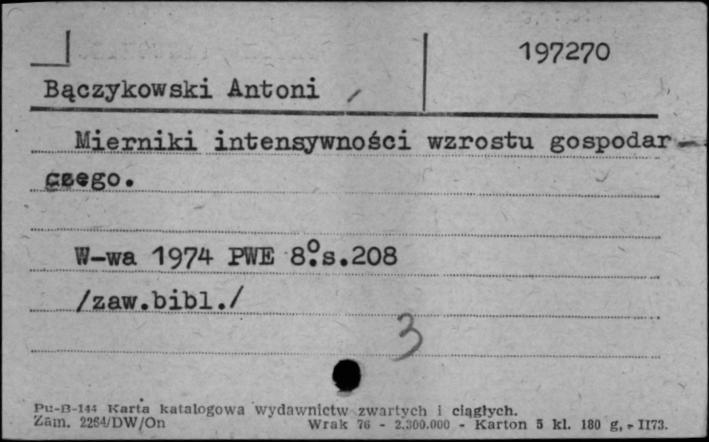 197270
Bączykowski Antoni
Mierniki intensywności wzrostu gospodar-
czego.
W-wa 1974 PWE 8°.s.208
/zaw.bibl./
3
Pu-B-144 Karta katalogowa wydawnictw zwartych i ciągłych.
Zam. 2264/DW/On Wrak 76 - 2.300.000 - Karton 5 kl. 180 g, - II73.